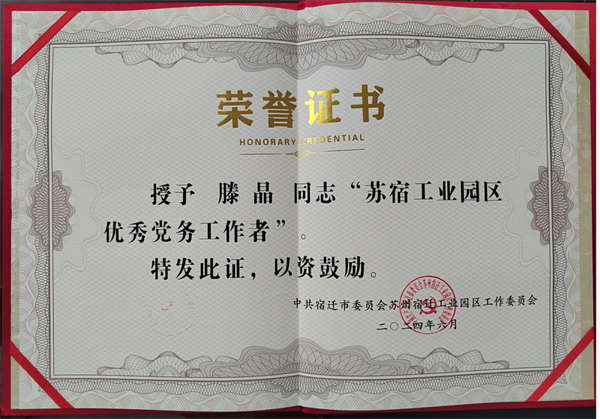 荣誉证书
HONORARY CREDENTIAL
授予 滕 晶 同志“苏宿工业园区
优秀党务工作者”。
特发此证，以资鼓励。
中共宿迁市委员会苏州宿迁工业园区工作委员会
二〇二四年六月